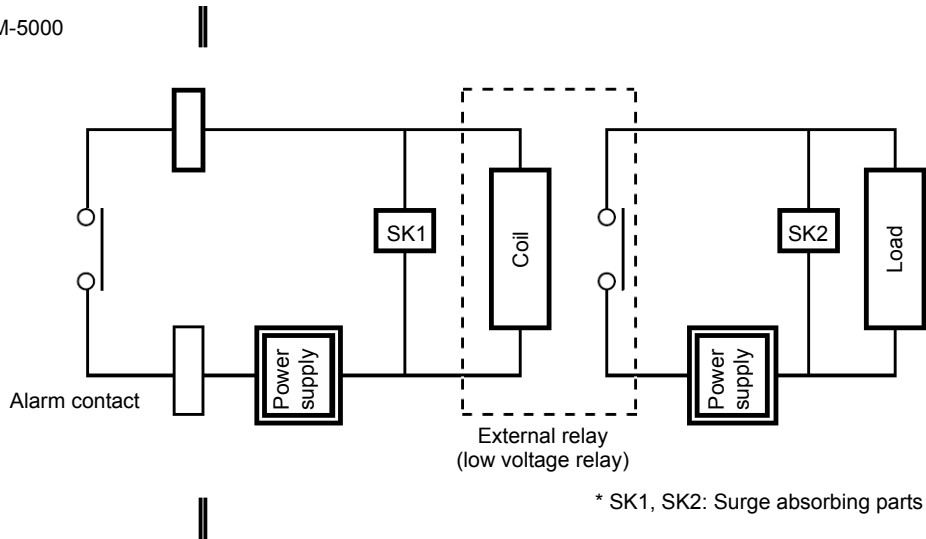 M-5000
SK1
Coil
SK2
Load
Power
supply
Power
supply
Alarm contact
External relay
(low voltage relay)
* SK1, SK2: Surge absorbing parts